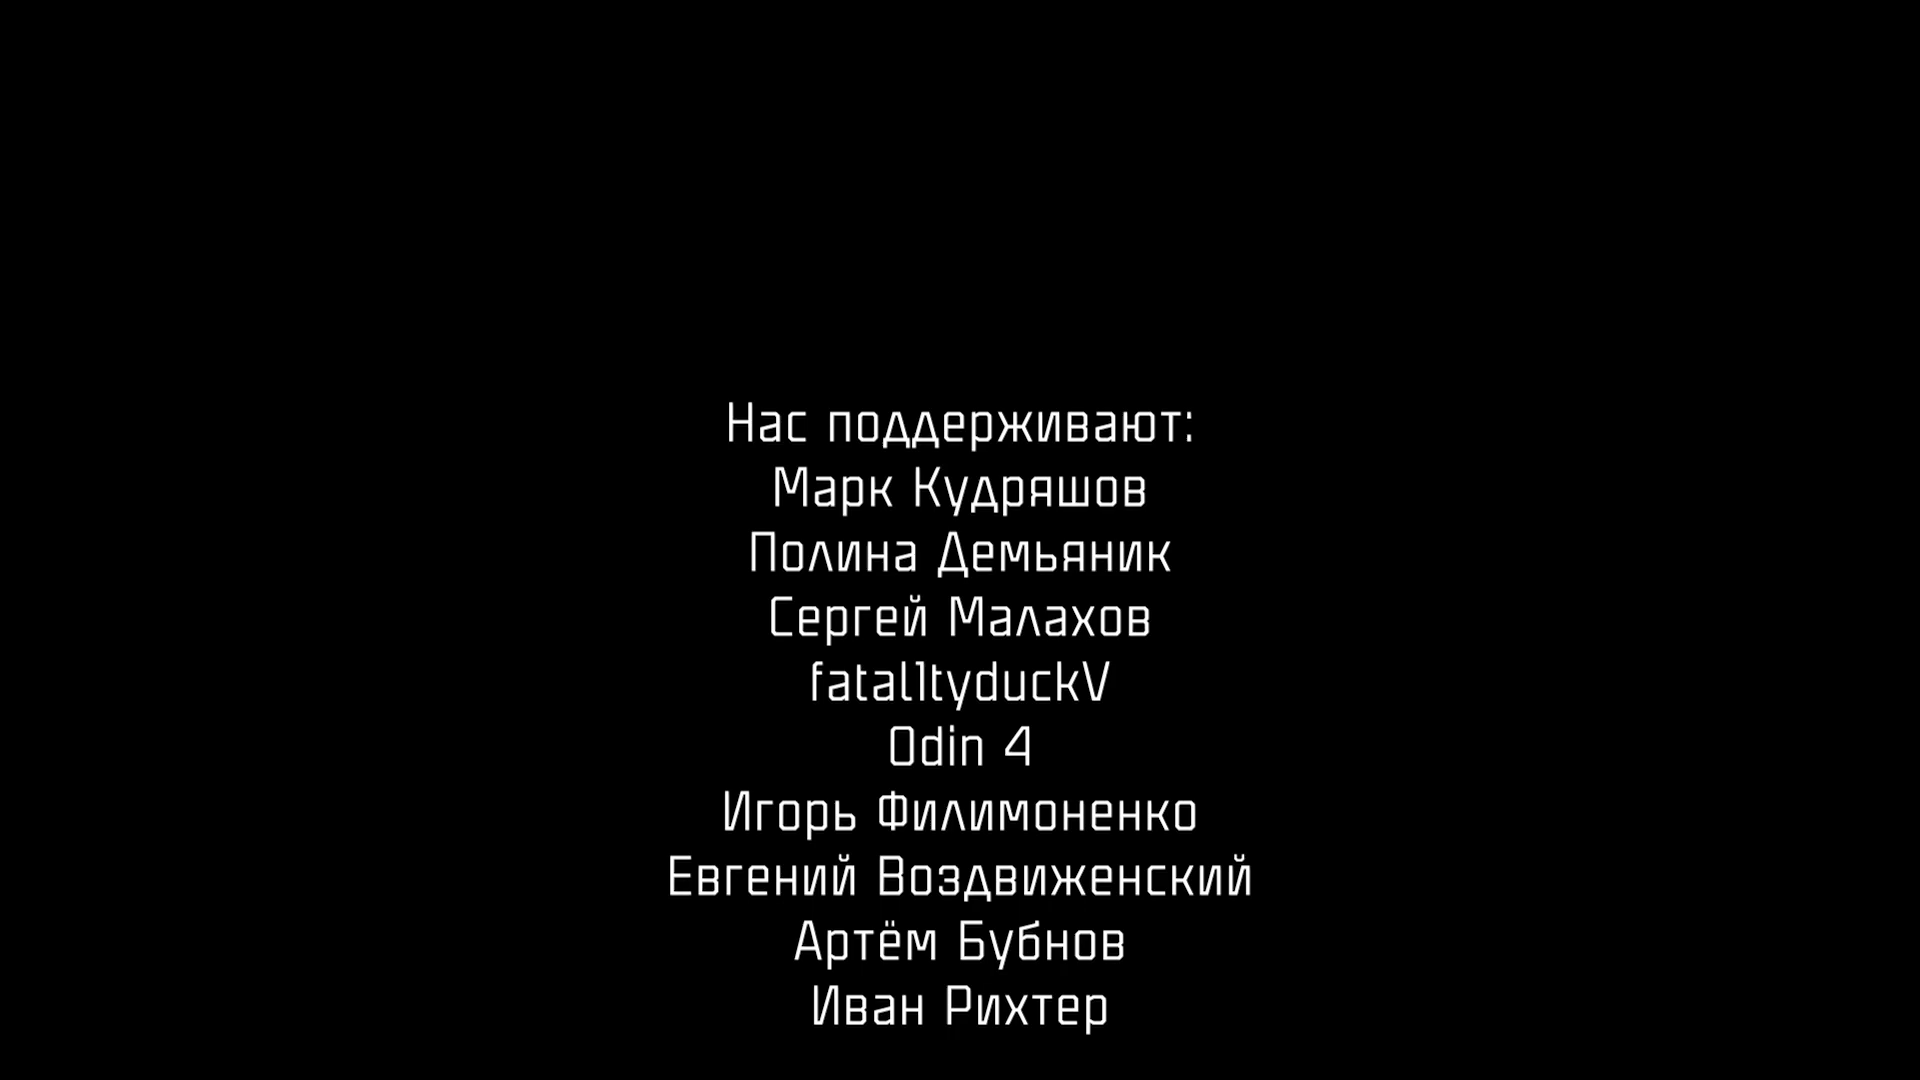 Нас поддерживают:
Марк Кудряшов
Полина Демьяник
Сергей Малахов
fatal1tyduckV
Odin 4
Игорь Филимоненко
Евгений Воздвиженский
Артём Бубнов
Иван Рихтер